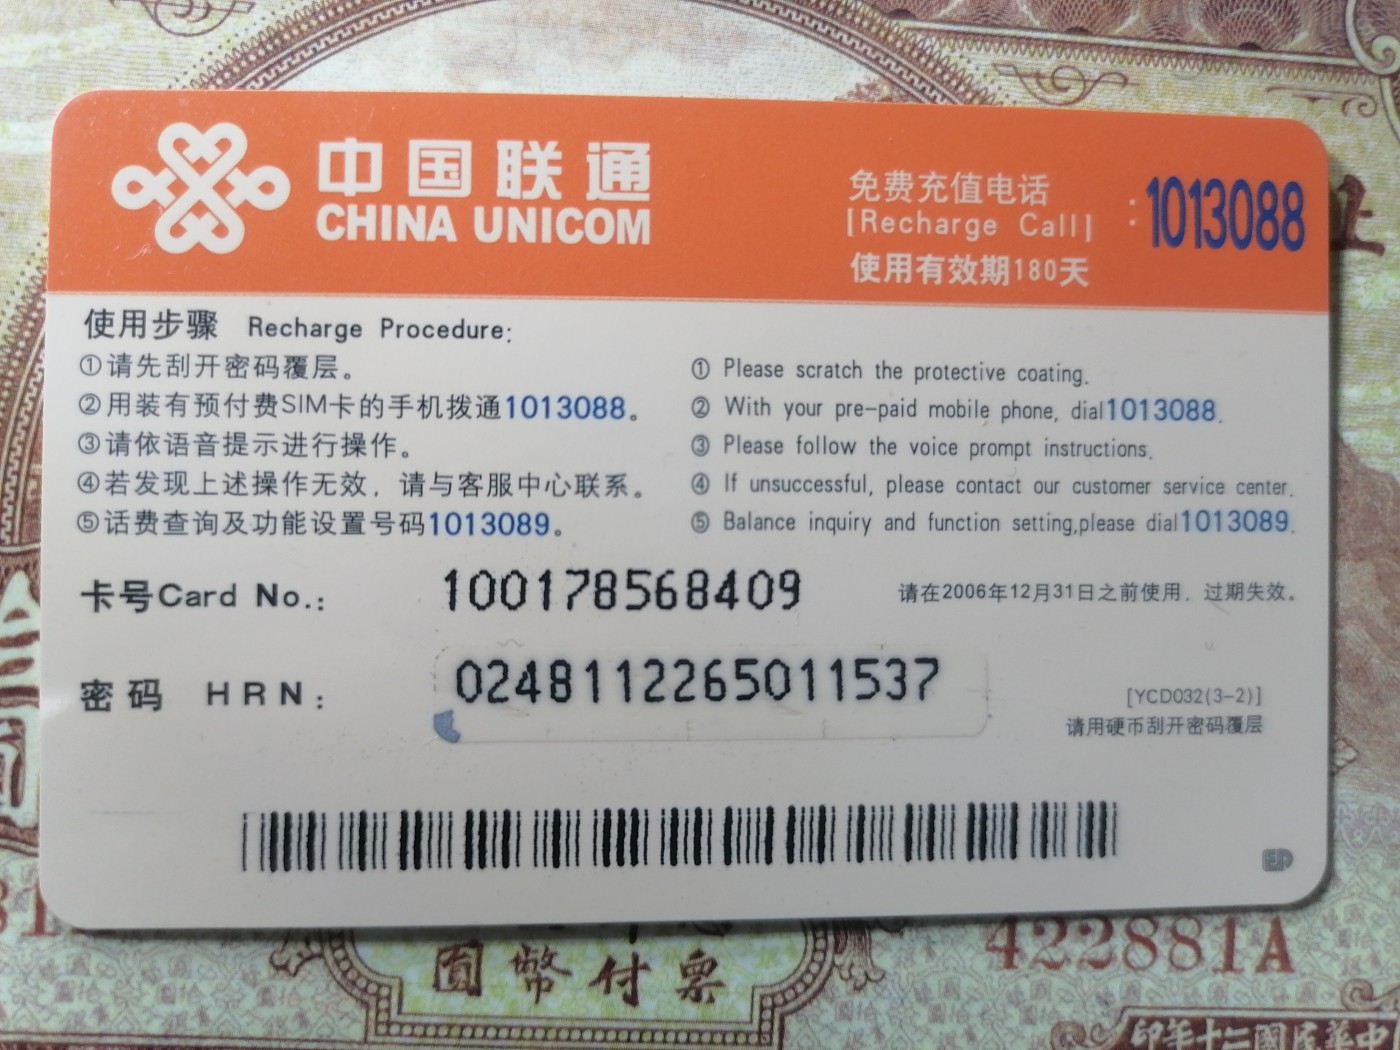 中国联通
CHINA UNICOM
免费充值电话
[Recharge Call]
:1013088
使用有效期180天
使用步骤 Recharge Procedure:
①请先刮开密码覆层。
②用装有预付费SIM卡的手机拨通1013088。
③请依语音提示进行操作。
④若发现上述操作无效，请与客服中心联系。
⑤话费查询及功能设置号码1013089。
① Please scratch the protective coating.
② With your pre-paid mobile phone, dial1013088.
③ Please follow the voice prompt instructions.
④ If unsuccessful, please contact our customer service center.
⑤ Balance inquiry and function setting,please dial1013089.
卡号Card No.: 100178568409
请在2006年12月31日之前使用，过期失效。
密码 HRN: 0248112265011537
[YCD032(3-2)]
请用硬币刮开密码覆层
422881A
圓幣付票
印年十二國民華中